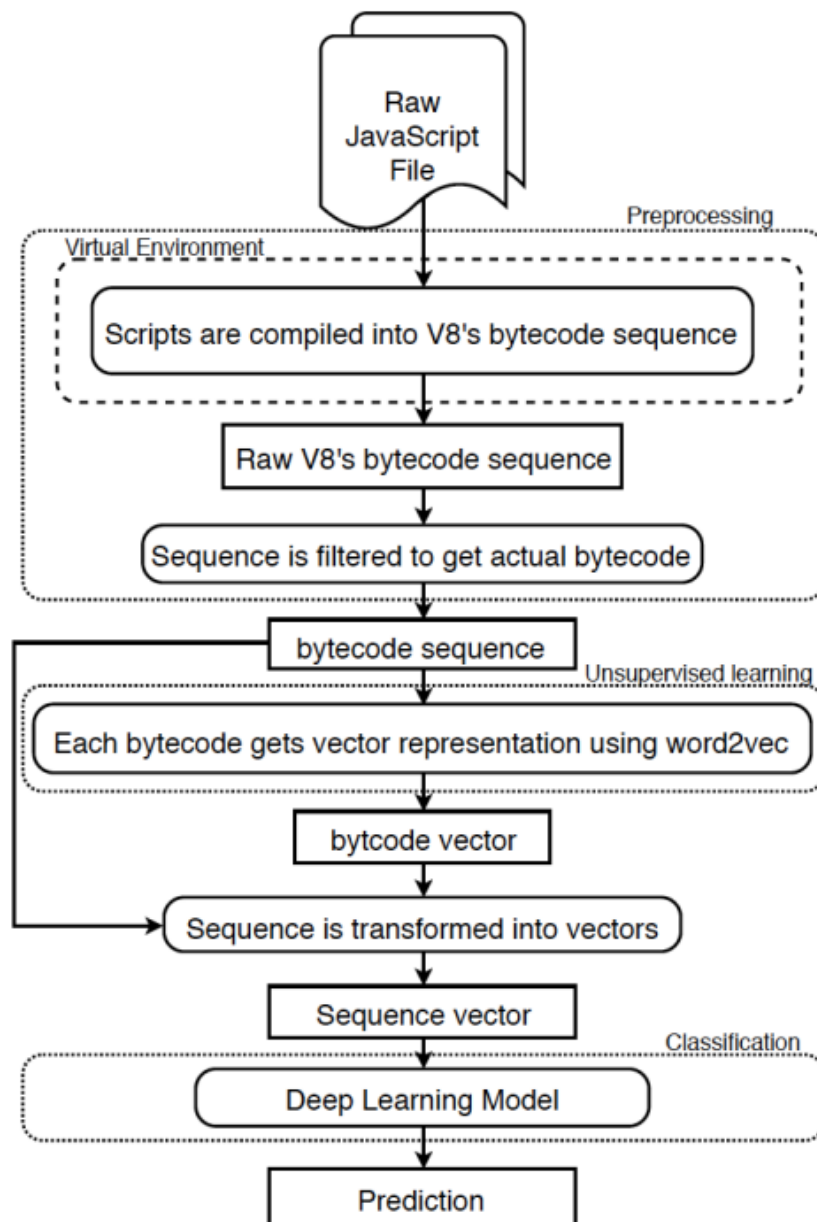 Raw
JavaScript
File
Preprocessing
Virtual Environment
Scripts are compiled into V8's bytecode sequence
Raw V8's bytecode sequence
Sequence is filtered to get actual bytecode
bytecode sequence
Unsupervised learning
Each bytecode gets vector representation using word2vec
bytcode vector
Sequence is transformed into vectors
Sequence vector
Classification
Deep Learning Model
Prediction